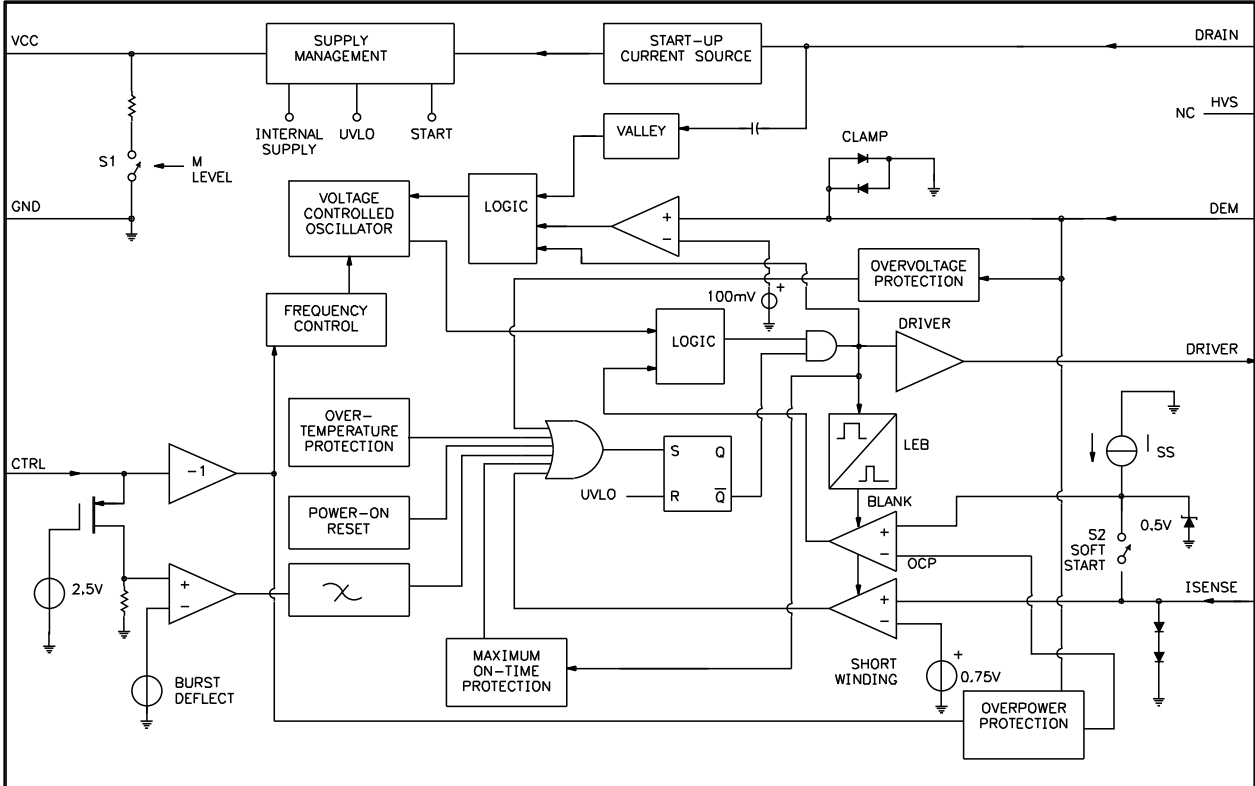 VCC
SUPPLY
MANAGEMENT
START-UP
CURRENT SOURCE
DRAIN
HVS
NC
INTERNAL
SUPPLY
UVLO
START
VALLEY
CLAMP
S1
M
LEVEL
GND
VOLTAGE
CONTROLLED
OSCILLATOR
LOGIC
+
−
DEM
OVERVOLTAGE
PROTECTION
100mV
+
FREQUENCY
CONTROL
LOGIC
DRIVER
DRIVER
OVER-
TEMPERATURE
PROTECTION
CTRL
−1
S
Q
R
Q̅
UVLO
LEB
I
SS
POWER-ON
RESET
BLANK
+
−
OCP
S2
SOFT
START
0.5V
2.5V
+
−
+
−
ISENSE
BURST
DEFLECT
MAXIMUM
ON-TIME
PROTECTION
SHORT
WINDING
+
0.75V
OVERPOWER
PROTECTION